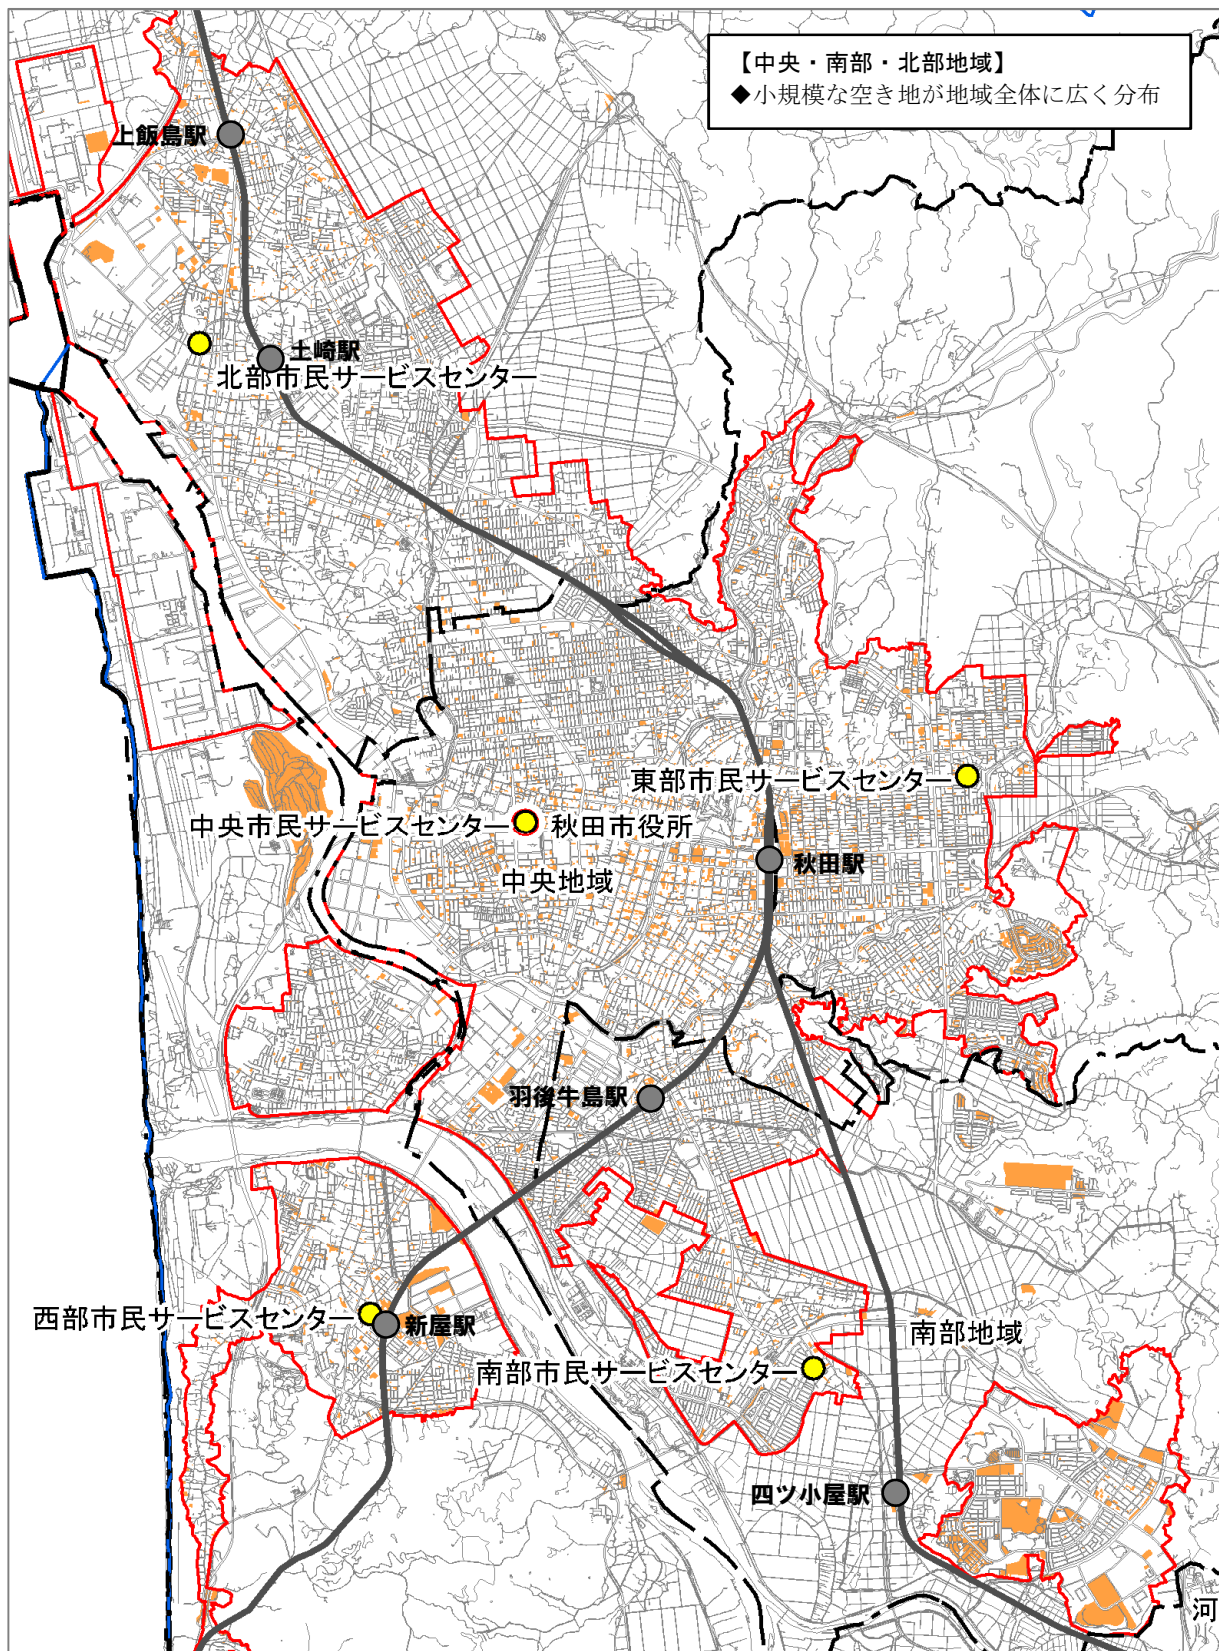 【中央・南部・北部地域】
◆小規模な空き地が地域全体に広く分布
上飯島駅
土崎駅
北部市民サービスセンター
東部市民サービスセンター
中央市民サービスセンター
秋田市役所
秋田駅
中央地域
羽後牛島駅
西部市民サービスセンター
新屋駅
南部地域
南部市民サービスセンター
四ツ小屋駅
河